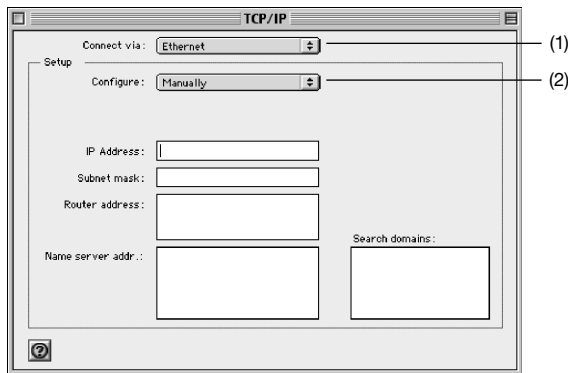 TCP/IP
Connect via: Ethernet (1)
Setup
Configure: Manually (2)
IP Address:
Subnet mask:
Router address:
Search domains:
Name server addr.:
?